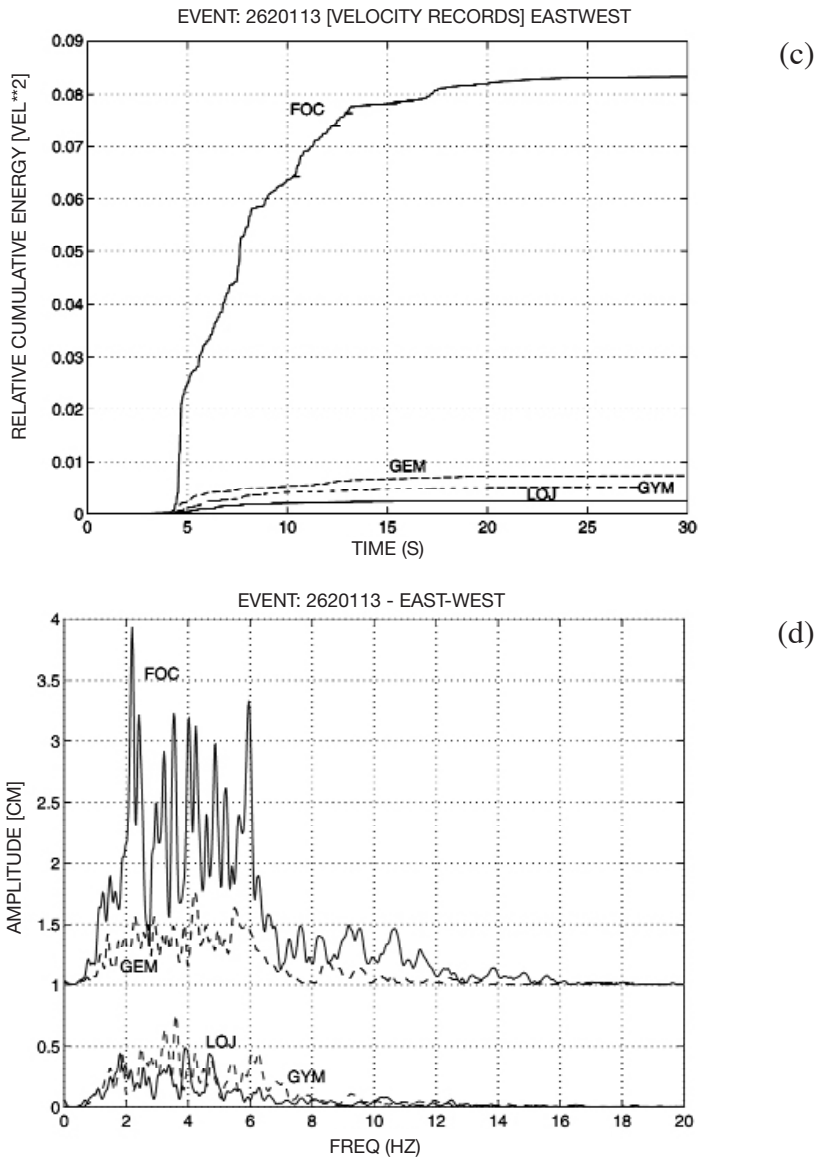 EVENT: 2620113 [VELOCITY RECORDS] EASTWEST
(c)
RELATIVE CUMULATIVE ENERGY [VEL**2]
0.09
0.08
0.07
0.06
0.05
0.04
0.03
0.02
0.01
0
FOC
GEM
LOJ
GYM
0 5 10 15 20 25 30
TIME (S)
EVENT: 2620113 - EAST-WEST
(d)
AMPLITUDE [CM]
4
3.5
3
2.5
2
1.5
1
0.5
0
FOC
GEM
LOJ
GYM
0 2 4 6 8 10 12 14 16 18 20
FREQ (HZ)